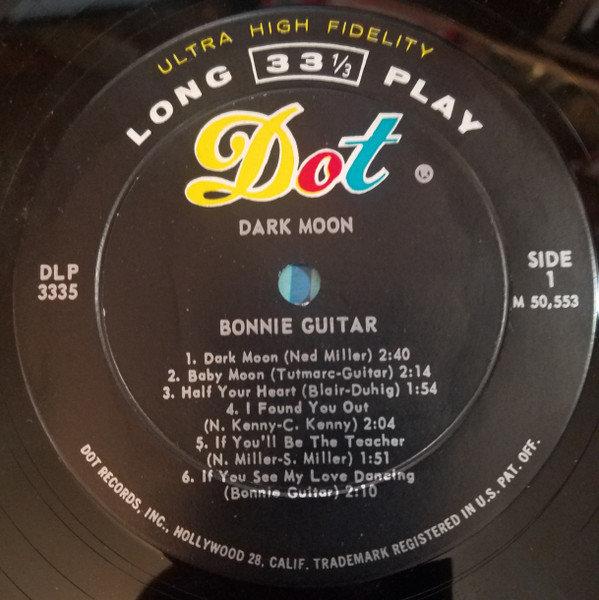 ULTRA HIGH FIDELITY
LONG 33 1/3 PLAY
Dot ®
DARK MOON
DLP
3335
SIDE
1
M 50,553
BONNIE GUITAR
1. Dark Moon (Ned Miller) 2:40
2. Baby Moon (Tutmarc-Guitar) 2:14
3. Half Your Heart (Blair-Duhig) 1:54
4. I Found You Out
(N. Kenny-C. Kenny) 2:04
5. If You'll Be The Teacher
(N. Miller-S. Miller) 1:51
6. If You See My Love Dancing
(Bonnie Guitar) 2:10
DOT RECORDS, INC., HOLLYWOOD 28, CALIF. TRADEMARK REGISTERED IN U.S. PAT. OFF.